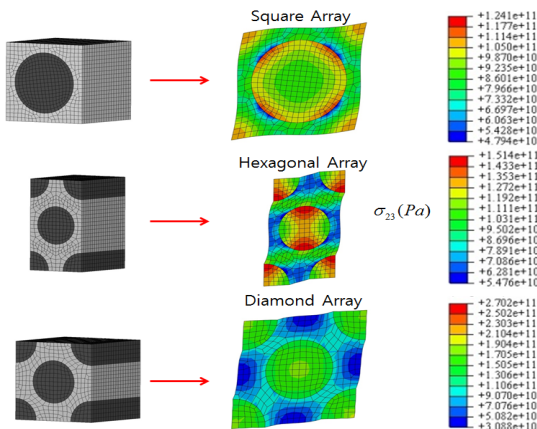 Square Array
+1.241e+11
+1.177e+11
+1.114e+11
+1.050e+11
+9.870e+10
+9.235e+10
+8.601e+10
+7.966e+10
+7.332e+10
+6.697e+10
+6.063e+10
+5.428e+10
+4.794e+10
Hexagonal Array
σ₂₃(Pa)
+1.514e+11
+1.433e+11
+1.353e+11
+1.272e+11
+1.192e+11
+1.111e+11
+1.031e+11
+9.502e+10
+8.696e+10
+7.891e+10
+7.086e+10
+6.281e+10
+5.476e+10
Diamond Array
+2.702e+11
+2.502e+11
+2.303e+11
+2.104e+11
+1.904e+11
+1.705e+11
+1.505e+11
+1.306e+11
+1.106e+11
+9.070e+10
+7.076e+10
+5.082e+10
+3.088e+10